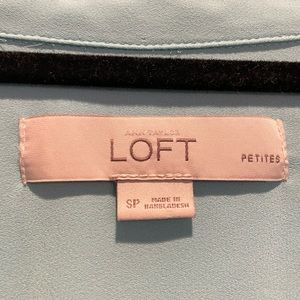 ANN TAYLOR
LOFT
PETITES
SP
MADE IN
BANGLADESH